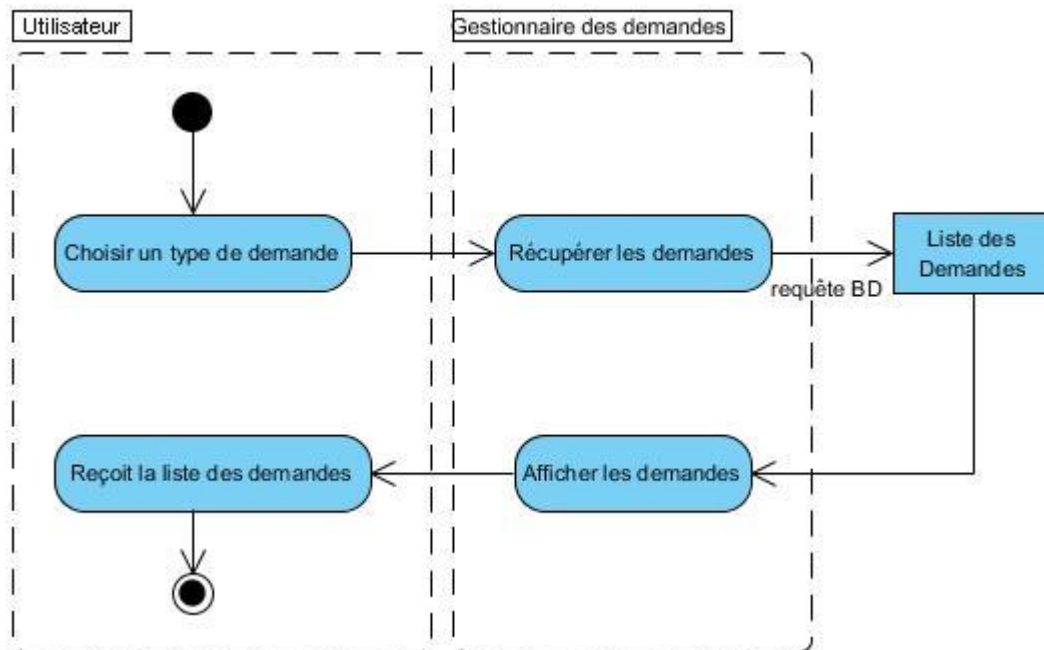 Utilisateur
Gestionnaire des demandes
Choisir un type de demande
Récupérer les demandes
requête BD
Liste des
Demandes
Reçoit la liste des demandes
Afficher les demandes